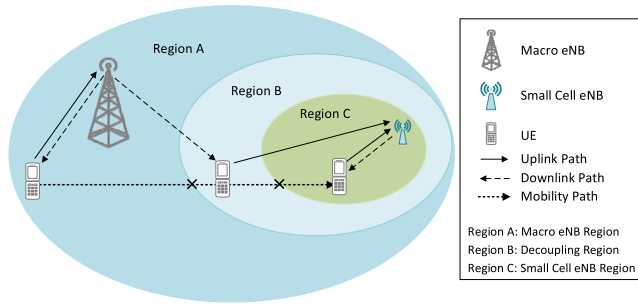 Region A
Region B
Region C
Macro eNB
Small Cell eNB
UE
Uplink Path
Downlink Path
Mobility Path
Region A: Macro eNB Region
Region B: Decoupling Region
Region C: Small Cell eNB Region